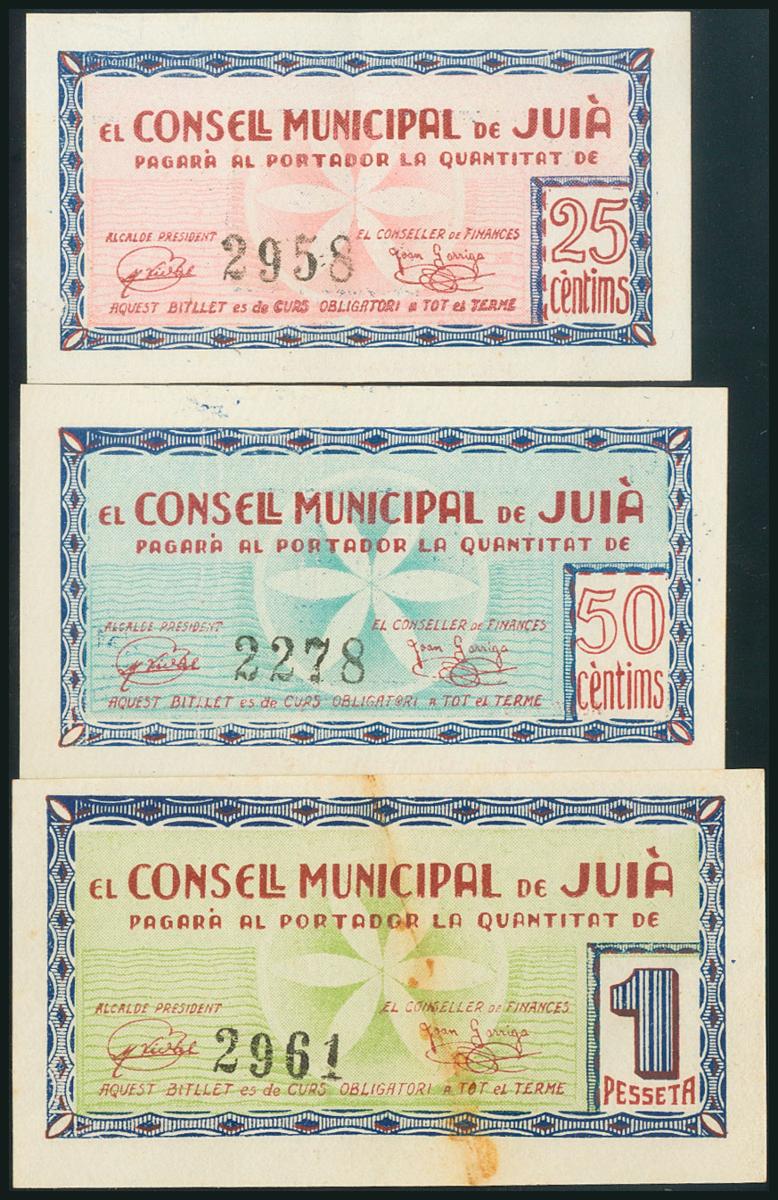 EL CONSELL MUNICIPAL DE JUIÀ
PAGARÀ AL PORTADOR LA QUANTITAT DE
ALCALDE PRESIDENT
2958
EL CONSELLER DE FINANCES
Joan Garriga
25
cèntims
AQUEST BITLLET es de CURS OBLIGATORI a TOT el TERME
EL CONSELL MUNICIPAL DE JUIÀ
PAGARÀ AL PORTADOR LA QUANTITAT DE
ALCALDE PRESIDENT
2278
EL CONSELLER DE FINANCES
Joan Garriga
50
cèntims
AQUEST BITLLET es de CURS OBLIGATORI a TOT el TERME
EL CONSELL MUNICIPAL DE JUIÀ
PAGARÀ AL PORTADOR LA QUANTITAT DE
ALCALDE PRESIDENT
2961
EL CONSELLER DE FINANCES
Joan Garriga
1
PESSETA
AQUEST BITLLET es de CURS OBLIGATORI a TOT el TERME